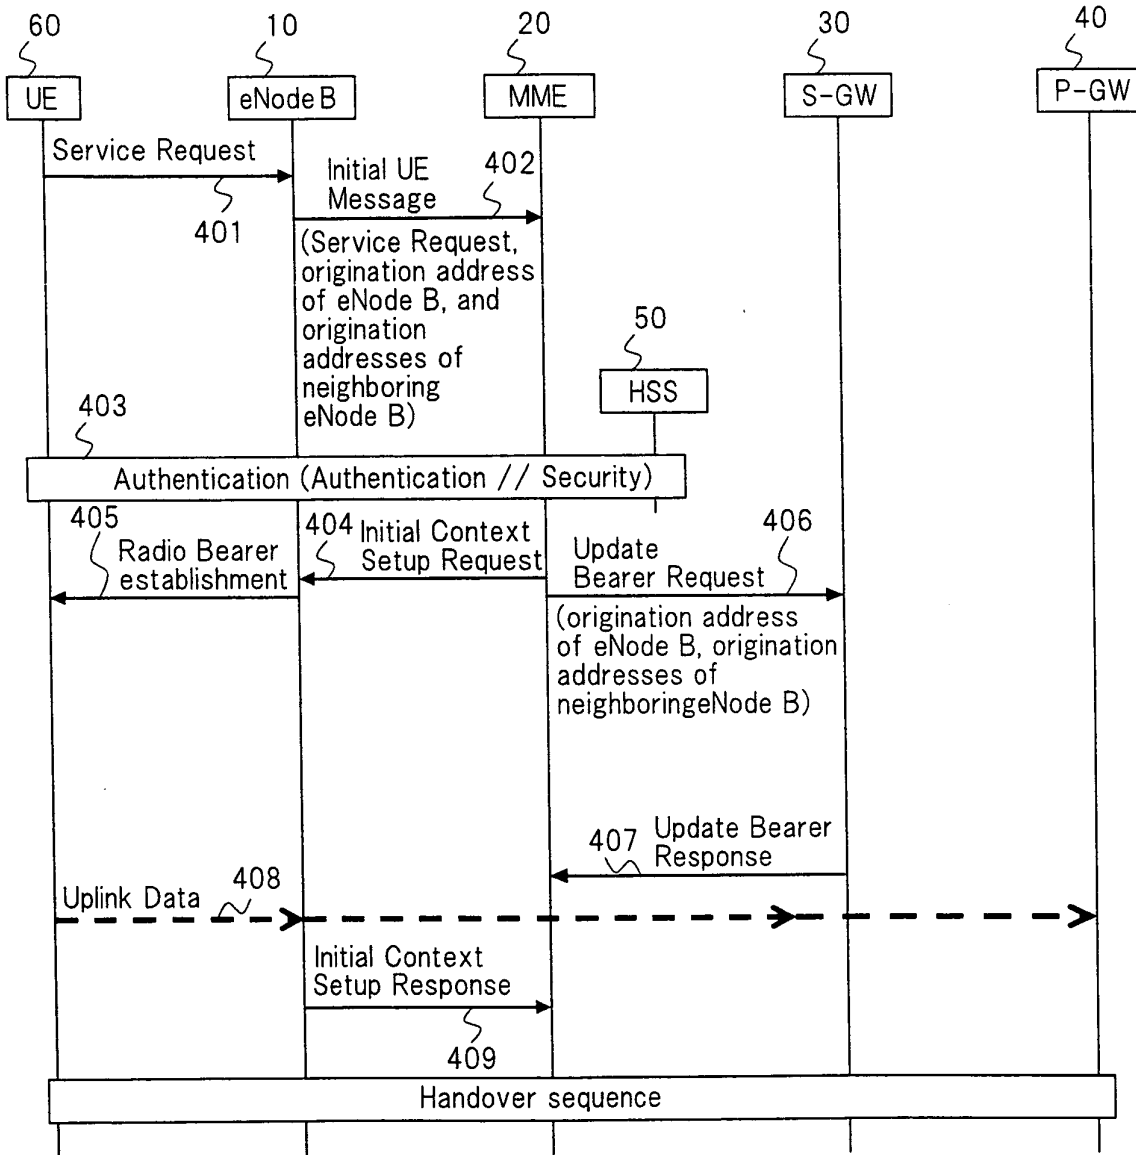 60
10
20
30
40
UE
eNode B
MME
S-GW
P-GW
Service Request
401
Initial UE
Message
402
(Service Request,
origination address
of eNode B, and
origination
addresses of
neighboring
eNode B)
50
HSS
403
Authentication (Authentication // Security)
405
Radio Bearer
establishment
404
Initial Context
Setup Request
Update
Bearer Request
406
(origination address
of eNode B, origination
addresses of
neighboringeNode B)
407
Update Bearer
Response
Uplink Data
408
Initial Context
Setup Response
409
Handover sequence